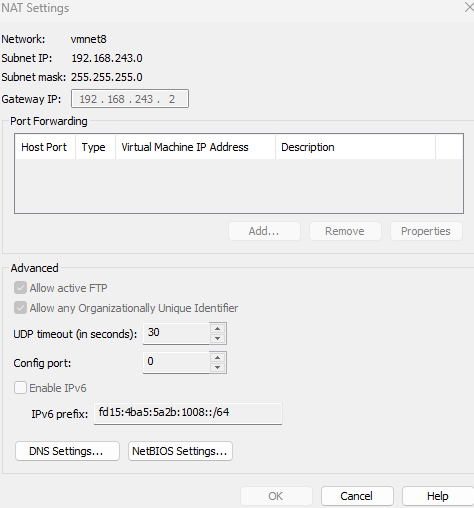 NAT Settings
Network: vmnet8
Subnet IP: 192.168.243.0
Subnet mask: 255.255.255.0
Gateway IP: 192 . 168 . 243 . 2
Port Forwarding
Host Port Type Virtual Machine IP Address Description
Add... Remove Properties
Advanced
Allow active FTP
Allow any Organizationally Unique Identifier
UDP timeout (in seconds): 30
Config port: 0
Enable IPv6
IPv6 prefix: fd15:4ba5:5a2b:1008::/64
DNS Settings... NetBIOS Settings...
OK Cancel Help